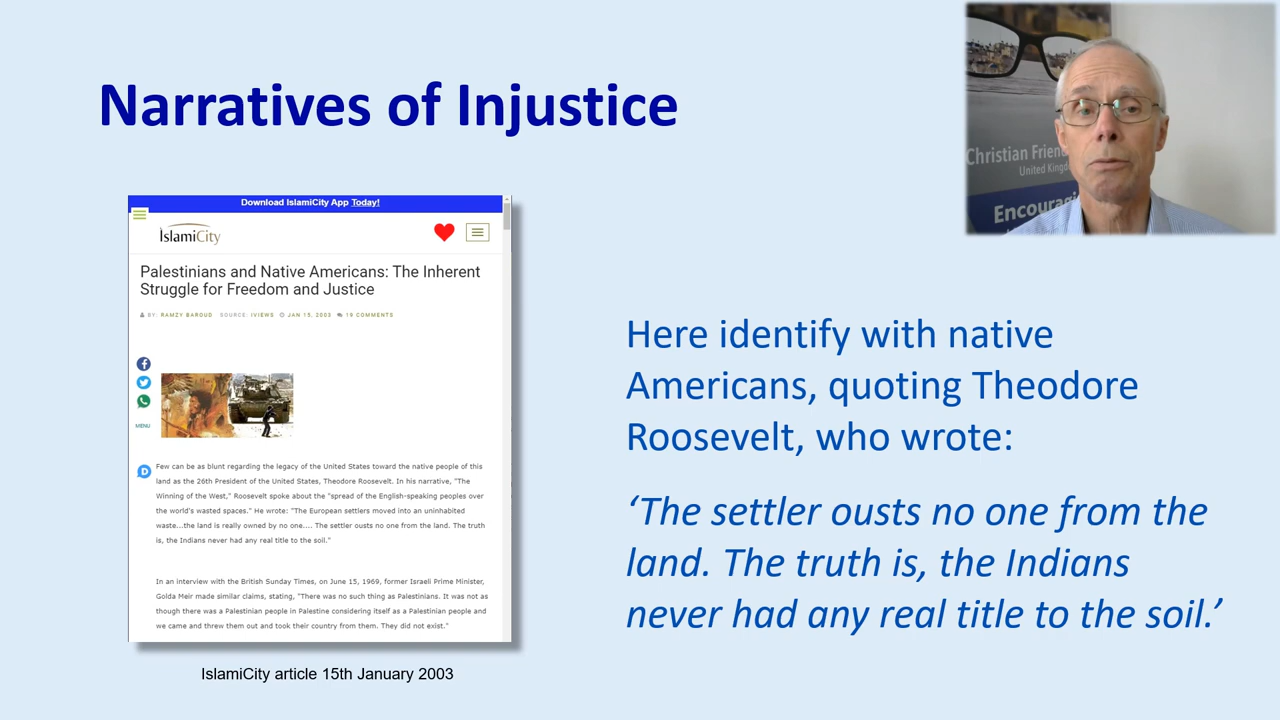 Narratives of Injustice
Christian Frien
United Kingd
Encouragi
Download IslamiCity App Today!
IslamiCity
Palestinians and Native Americans: The Inherent
Struggle for Freedom and Justice
BY: RAMZY BAROUD SOURCE: IVIEWS JAN 15, 2003 19 COMMENTS
MENU
Few can be as blunt regarding the legacy of the United States toward the native people of this
land as the 26th President of the United States, Theodore Roosevelt. In his narrative, "The
Winning of the West," Roosevelt spoke about the "spread of the English-speaking peoples over
the world's wasted spaces." He wrote: "The European settlers moved into an uninhabited
waste...the land is really owned by no one.... The settler ousts no one from the land. The truth
is, the Indians never had any real title to the soil."
In an interview with the British Sunday Times, on June 15, 1969, former Israeli Prime Minister,
Golda Meir made similar claims, stating, "There was no such thing as Palestinians. It was not as
though there was a Palestinian people in Palestine considering itself as a Palestinian people and
we came and threw them out and took their country from them. They did not exist."
IslamiCity article 15th January 2003
Here identify with native
Americans, quoting Theodore
Roosevelt, who wrote:
‘The settler ousts no one from the
land. The truth is, the Indians
never had any real title to the soil.’